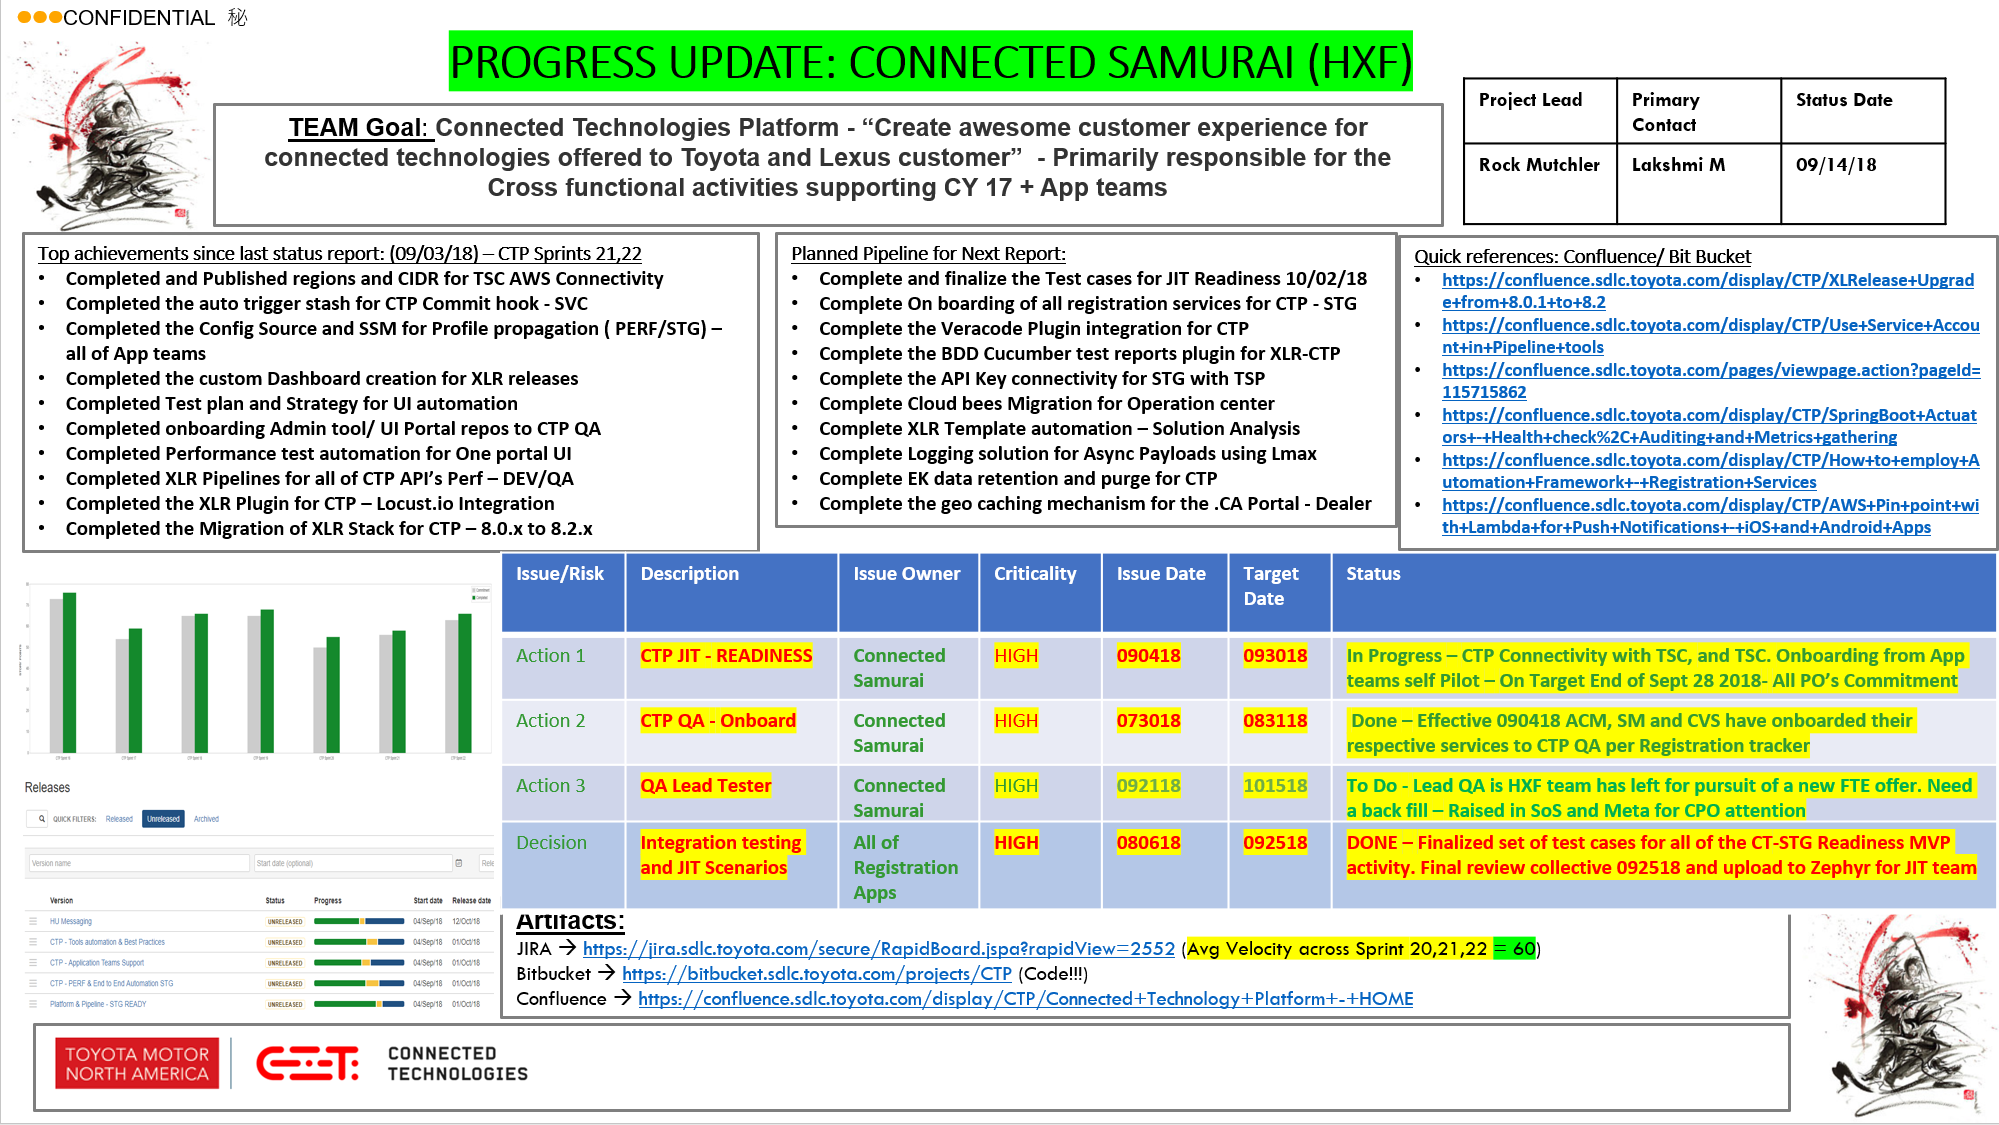 CONFIDENTIAL 秘
PROGRESS UPDATE: CONNECTED SAMURAI (HXF)
TEAM Goal: Connected Technologies Platform - “Create awesome customer experience for
connected technologies offered to Toyota and Lexus customer” - Primarily responsible for the
Cross functional activities supporting CY 17 + App teams
Project Lead Primary Contact Status Date
Rock Mutchler Lakshmi M 09/14/18
Top achievements since last status report: (09/03/18) – CTP Sprints 21,22
• Completed and Published regions and CIDR for TSC AWS Connectivity
• Completed the auto trigger stash for CTP Commit hook - SVC
• Completed the Config Source and SSM for Profile propagation ( PERF/STG) –
all of App teams
• Completed the custom Dashboard creation for XLR releases
• Completed Test plan and Strategy for UI automation
• Completed onboarding Admin tool/ UI Portal repos to CTP QA
• Completed Performance test automation for One portal UI
• Completed XLR Pipelines for all of CTP API’s Perf – DEV/QA
• Completed the XLR Plugin for CTP – Locust.io Integration
• Completed the Migration of XLR Stack for CTP – 8.0.x to 8.2.x
Planned Pipeline for Next Report:
• Complete and finalize the Test cases for JIT Readiness 10/02/18
• Complete On boarding of all registration services for CTP - STG
• Complete the Veracode Plugin integration for CTP
• Complete the BDD Cucumber test reports plugin for XLR-CTP
• Complete the API Key connectivity for STG with TSP
• Complete Cloud bees Migration for Operation center
• Complete XLR Template automation – Solution Analysis
• Complete Logging solution for Async Payloads using Lmax
• Complete EK data retention and purge for CTP
• Complete the geo caching mechanism for the .CA Portal - Dealer
Quick references: Confluence/ Bit Bucket
• https://confluence.sdlc.toyota.com/display/CTP/XLRelease+Upgrad
e+from+8.0.1+to+8.2
• https://confluence.sdlc.toyota.com/display/CTP/Use+Service+Accou
nt+in+Pipeline+tools
• https://confluence.sdlc.toyota.com/pages/viewpage.action?pageId=
115715862
• https://confluence.sdlc.toyota.com/display/CTP/SpringBoot+Actuat
ors+-+Health+check%2C+Auditing+and+Metrics+gathering
• https://confluence.sdlc.toyota.com/display/CTP/How+to+employ+A
utomation+Framework+-+Registration+Services
• https://confluence.sdlc.toyota.com/display/CTP/AWS+Pin+point+wi
th+Lambda+for+Push+Notifications+-+iOS+and+Android+Apps
Issue/Risk Description Issue Owner Criticality Issue Date Target Date Status
Action 1 CTP JIT - READINESS Connected Samurai HIGH 090418 093018 In Progress – CTP Connectivity with TSC, and TSC. Onboarding from App
teams self Pilot – On Target End of Sept 28 2018- All PO’s Commitment
Action 2 CTP QA - Onboard Connected Samurai HIGH 073018 083118 Done – Effective 090418 ACM, SM and CVS have onboarded their
respective services to CTP QA per Registration tracker
Action 3 QA Lead Tester Connected Samurai HIGH 092118 101518 To Do - Lead QA is HXF team has left for pursuit of a new FTE offer. Need
a back fill – Raised in SoS and Meta for CPO attention
Decision Integration testing and JIT Scenarios All of Registration Apps HIGH 080618 092518 DONE – Finalized set of test cases for all of the CT-STG Readiness MVP
activity. Final review collective 092518 and upload to Zephyr for JIT team
Releases
QUICK FILTERS: Released Unreleased Archived
Version name Start date (optional) Rele
Version Status Progress Start date Release date
HU Messaging UNRELEASED 04/Sep/18 12/Oct/18
CTP - Tools automation & Best Practices UNRELEASED 04/Sep/18 01/Oct/18
CTP - Application Teams Support UNRELEASED 04/Sep/18 01/Oct/18
CTP - PERF & End to End Automation STG UNRELEASED 04/Sep/18 01/Oct/18
Platform & Pipeline - STG READY UNRELEASED 04/Sep/18 01/Oct/18
Artifacts:
JIRA → https://jira.sdlc.toyota.com/secure/RapidBoard.jspa?rapidView=2552 (Avg Velocity across Sprint 20,21,22 = 60)
Bitbucket → https://bitbucket.sdlc.toyota.com/projects/CTP (Code!!!)
Confluence → https://confluence.sdlc.toyota.com/display/CTP/Connected+Technology+Platform+-+HOME
TOYOTA MOTOR
NORTH AMERICA
CONNECTED
TECHNOLOGIES